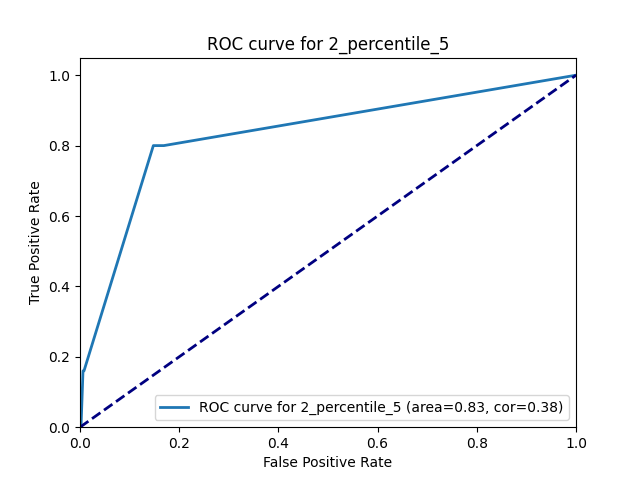 ROC curve for 2_percentile_5
1.0
0.8
0.6
0.4
0.2
0.0
True Positive Rate
ROC curve for 2_percentile_5 (area=0.83, cor=0.38)
0.0 0.2 0.4 0.6 0.8 1.0
False Positive Rate